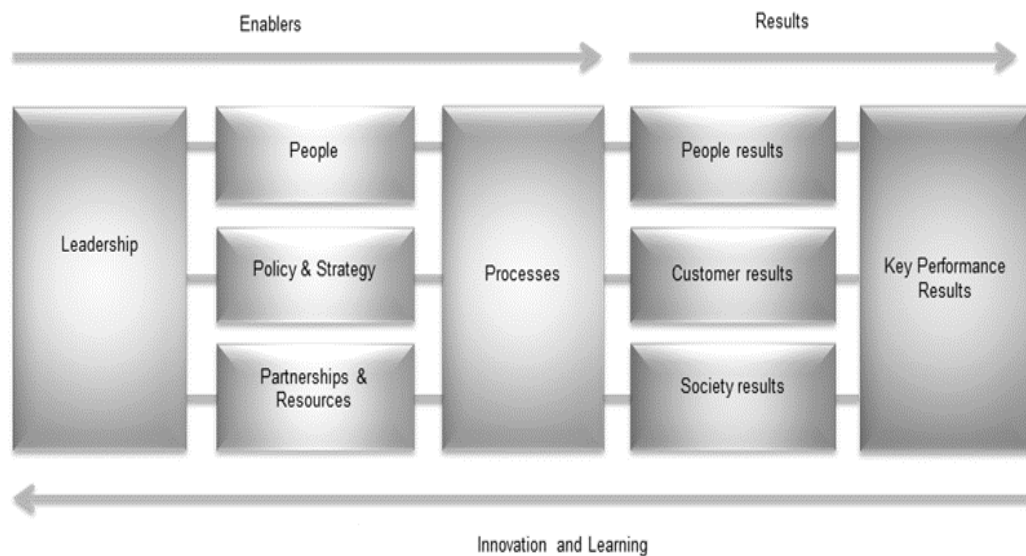 Enablers
Results
Leadership
People
Policy & Strategy
Partnerships &
Resources
Processes
People results
Customer results
Society results
Key Performance
Results
Innovation and Learning